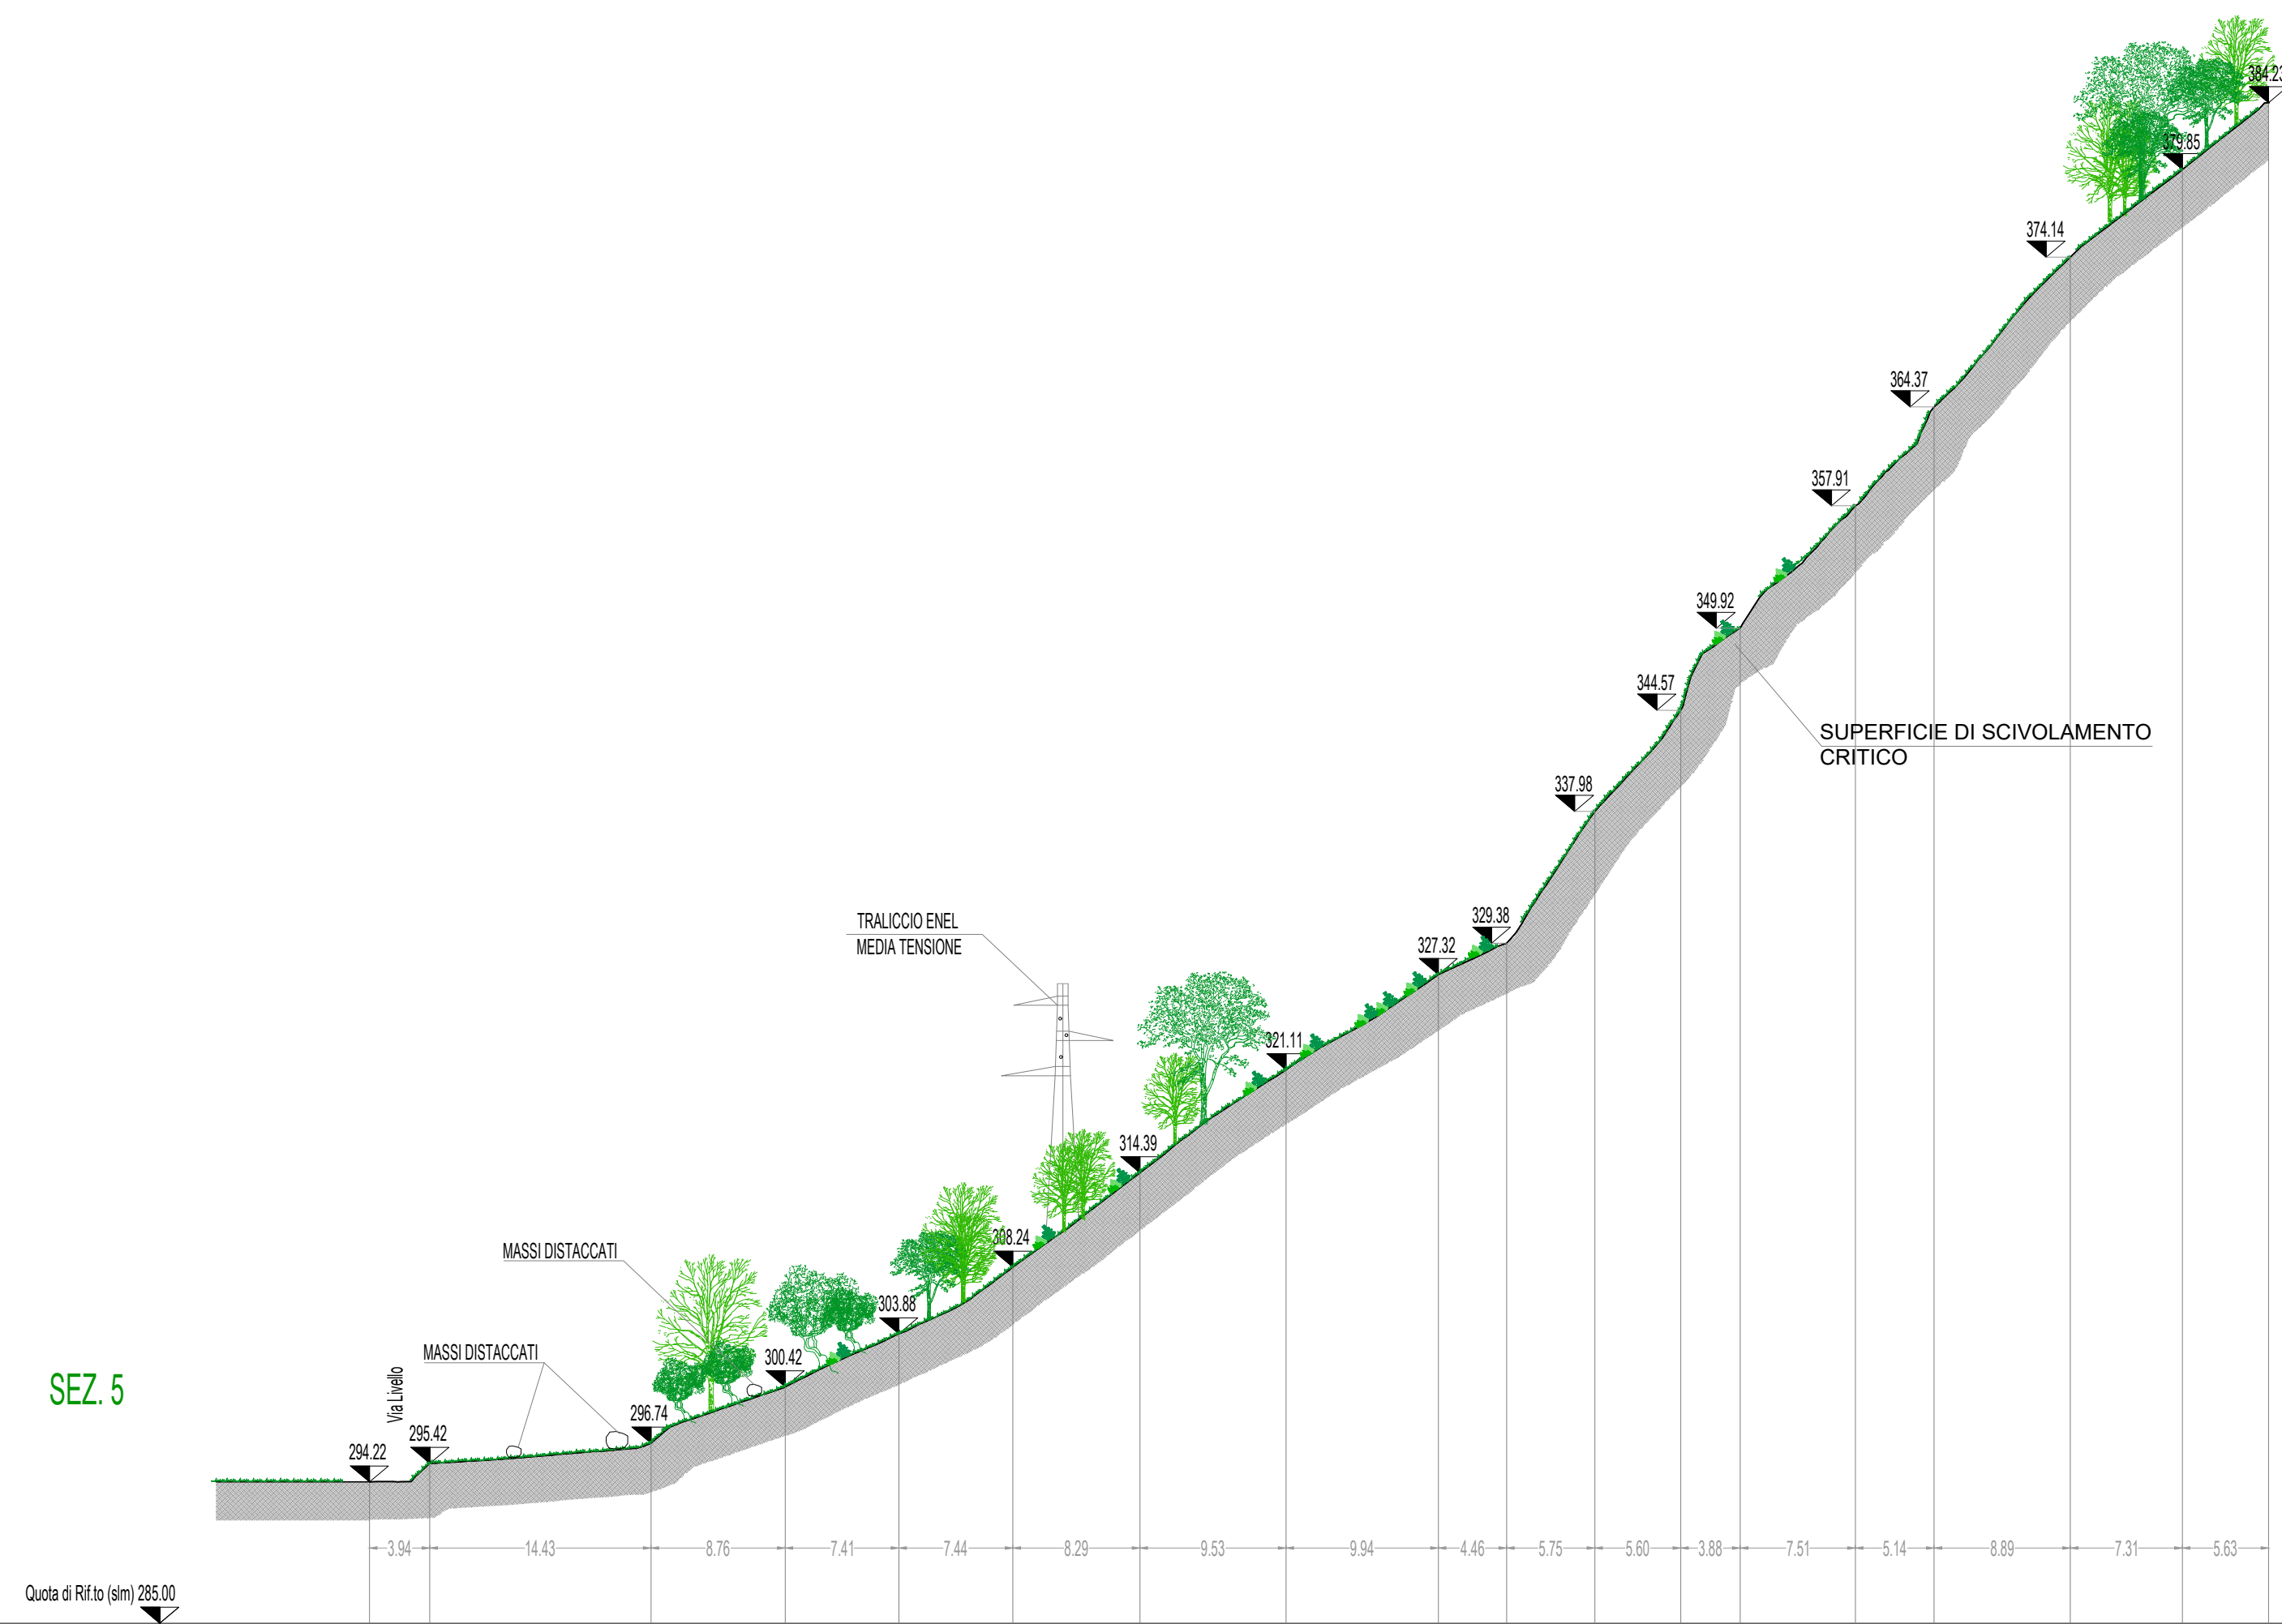 384.23
379.85
374.14
364.37
357.91
349.92
344.57
SUPERFICIE DI SCIVOLAMENTO
CRITICO
337.98
TRALICCIO ENEL
MEDIA TENSIONE
329.38
327.32
321.11
314.39
308.24
MASSI DISTACCATI
303.88
MASSI DISTACCATI
300.42
Via Livello
SEZ. 5
296.74
295.42
294.22
3.94 14.43 8.76 7.41 7.44 8.29 9.53 9.94 4.46 5.75 5.60 3.88 7.51 5.14 8.89 7.31 5.63
Quota di Rif.to (slm) 285.00